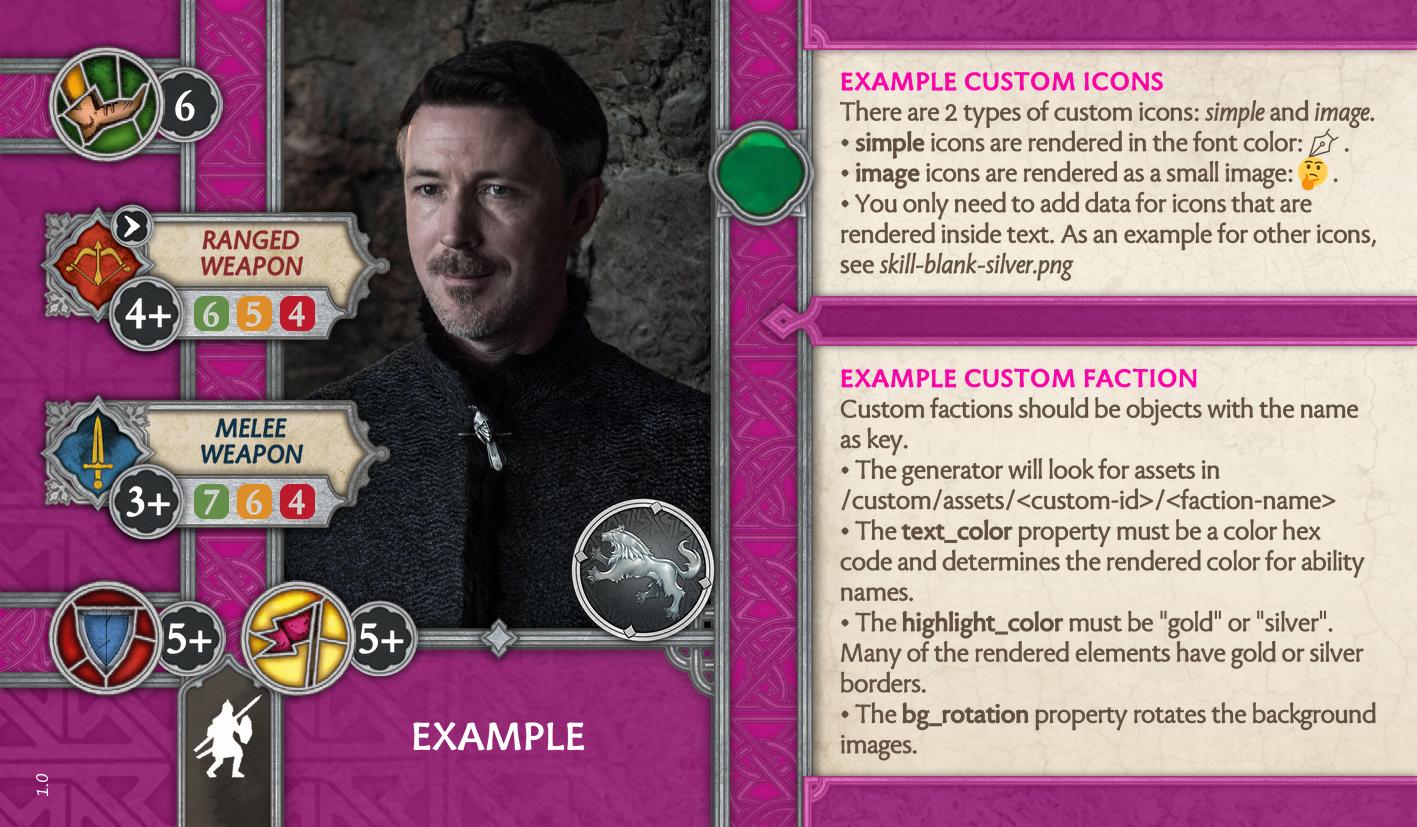 6
RANGED
WEAPON
4+
6 5 4
MELEE
WEAPON
3+
7 6 4
5+
5+
EXAMPLE
1.0
EXAMPLE CUSTOM ICONS
There are 2 types of custom icons: simple and image.
• simple icons are rendered in the font color: .
• image icons are rendered as a small image: 🤔.
• You only need to add data for icons that are
rendered inside text. As an example for other icons,
see skill-blank-silver.png
EXAMPLE CUSTOM FACTION
Custom factions should be objects with the name
as key.
• The generator will look for assets in
/custom/assets/<custom-id>/<faction-name>
• The text_color property must be a color hex
code and determines the rendered color for ability
names.
• The highlight_color must be "gold" or "silver".
Many of the rendered elements have gold or silver
borders.
• The bg_rotation property rotates the background
images.